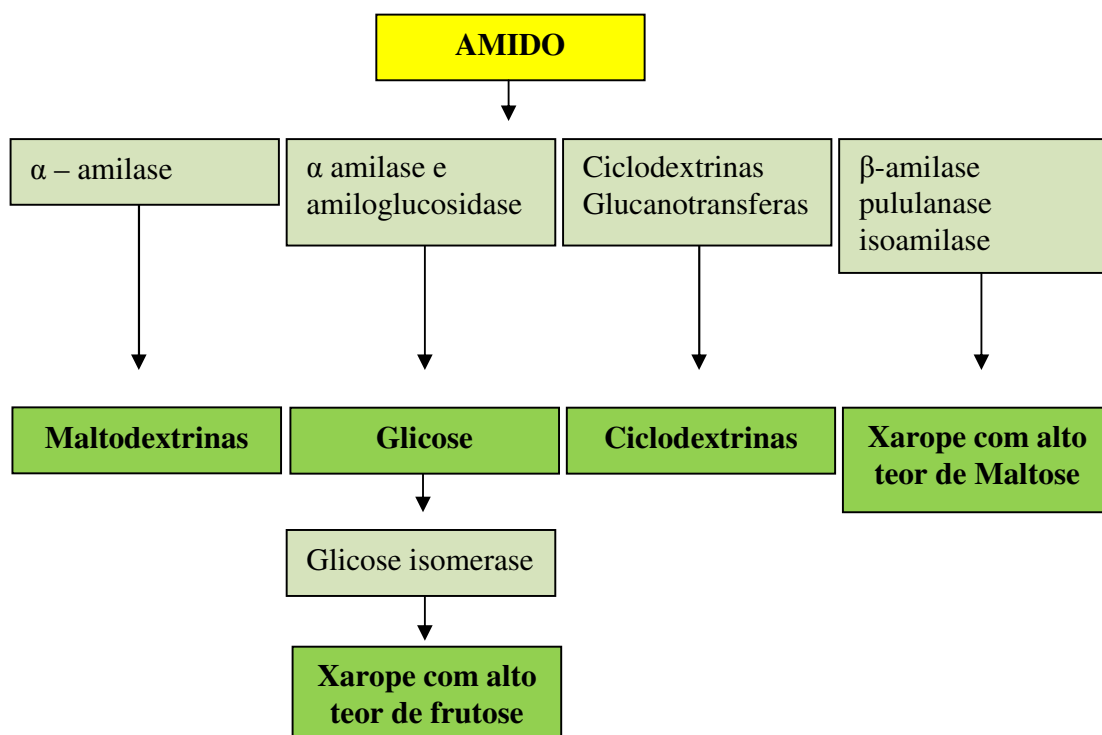 AMIDO
α – amilase
α amilase e
amiloglucosidase
Ciclodextrinas
Glucanotransferas
β-amilase
pululanase
isoamilase
Maltodextrinas
Glicose
Ciclodextrinas
Xarope com alto
teor de Maltose
Glicose isomerase
Xarope com alto
teor de frutose